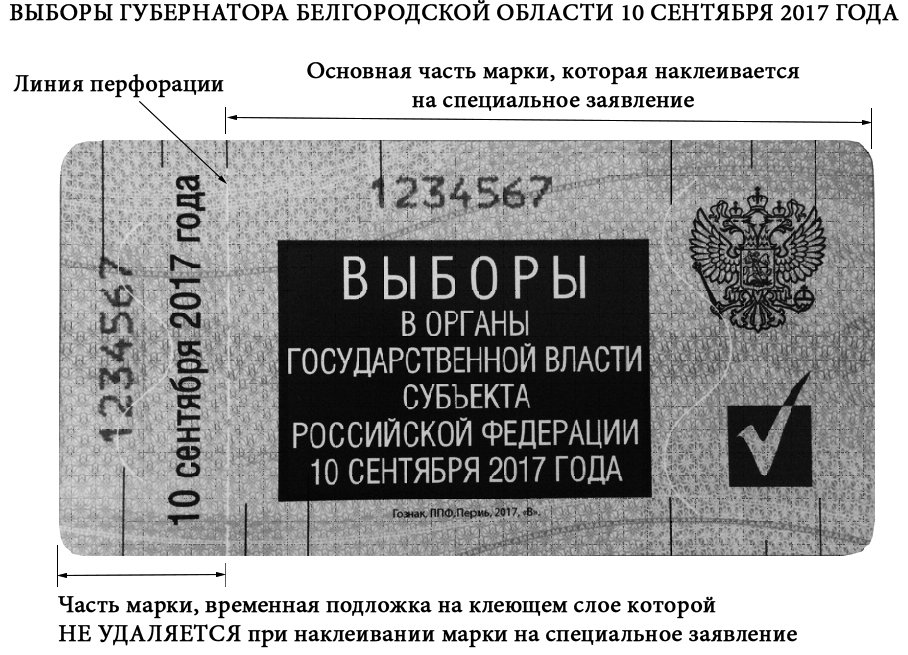 ВЫБОРЫ ГУБЕРНАТОРА БЕЛГОРОДСКОЙ ОБЛАСТИ 10 СЕНТЯБРЯ 2017 ГОДА
Линия перфорации
Основная часть марки, которая наклеивается
на специальное заявление
1234567
10 сентября 2017 года
1234567
ВЫБОРЫ
В ОРГАНЫ
ГОСУДАРСТВЕННОЙ ВЛАСТИ
СУБЪЕКТА
РОССИЙСКОЙ ФЕДЕРАЦИИ
10 СЕНТЯБРЯ 2017 ГОДА
Гознак, ППФ,Пермь, 2017, «В».
Часть марки, временная подложка на клеющем слое которой
НЕ УДАЛЯЕТСЯ при наклеивании марки на специальное заявление